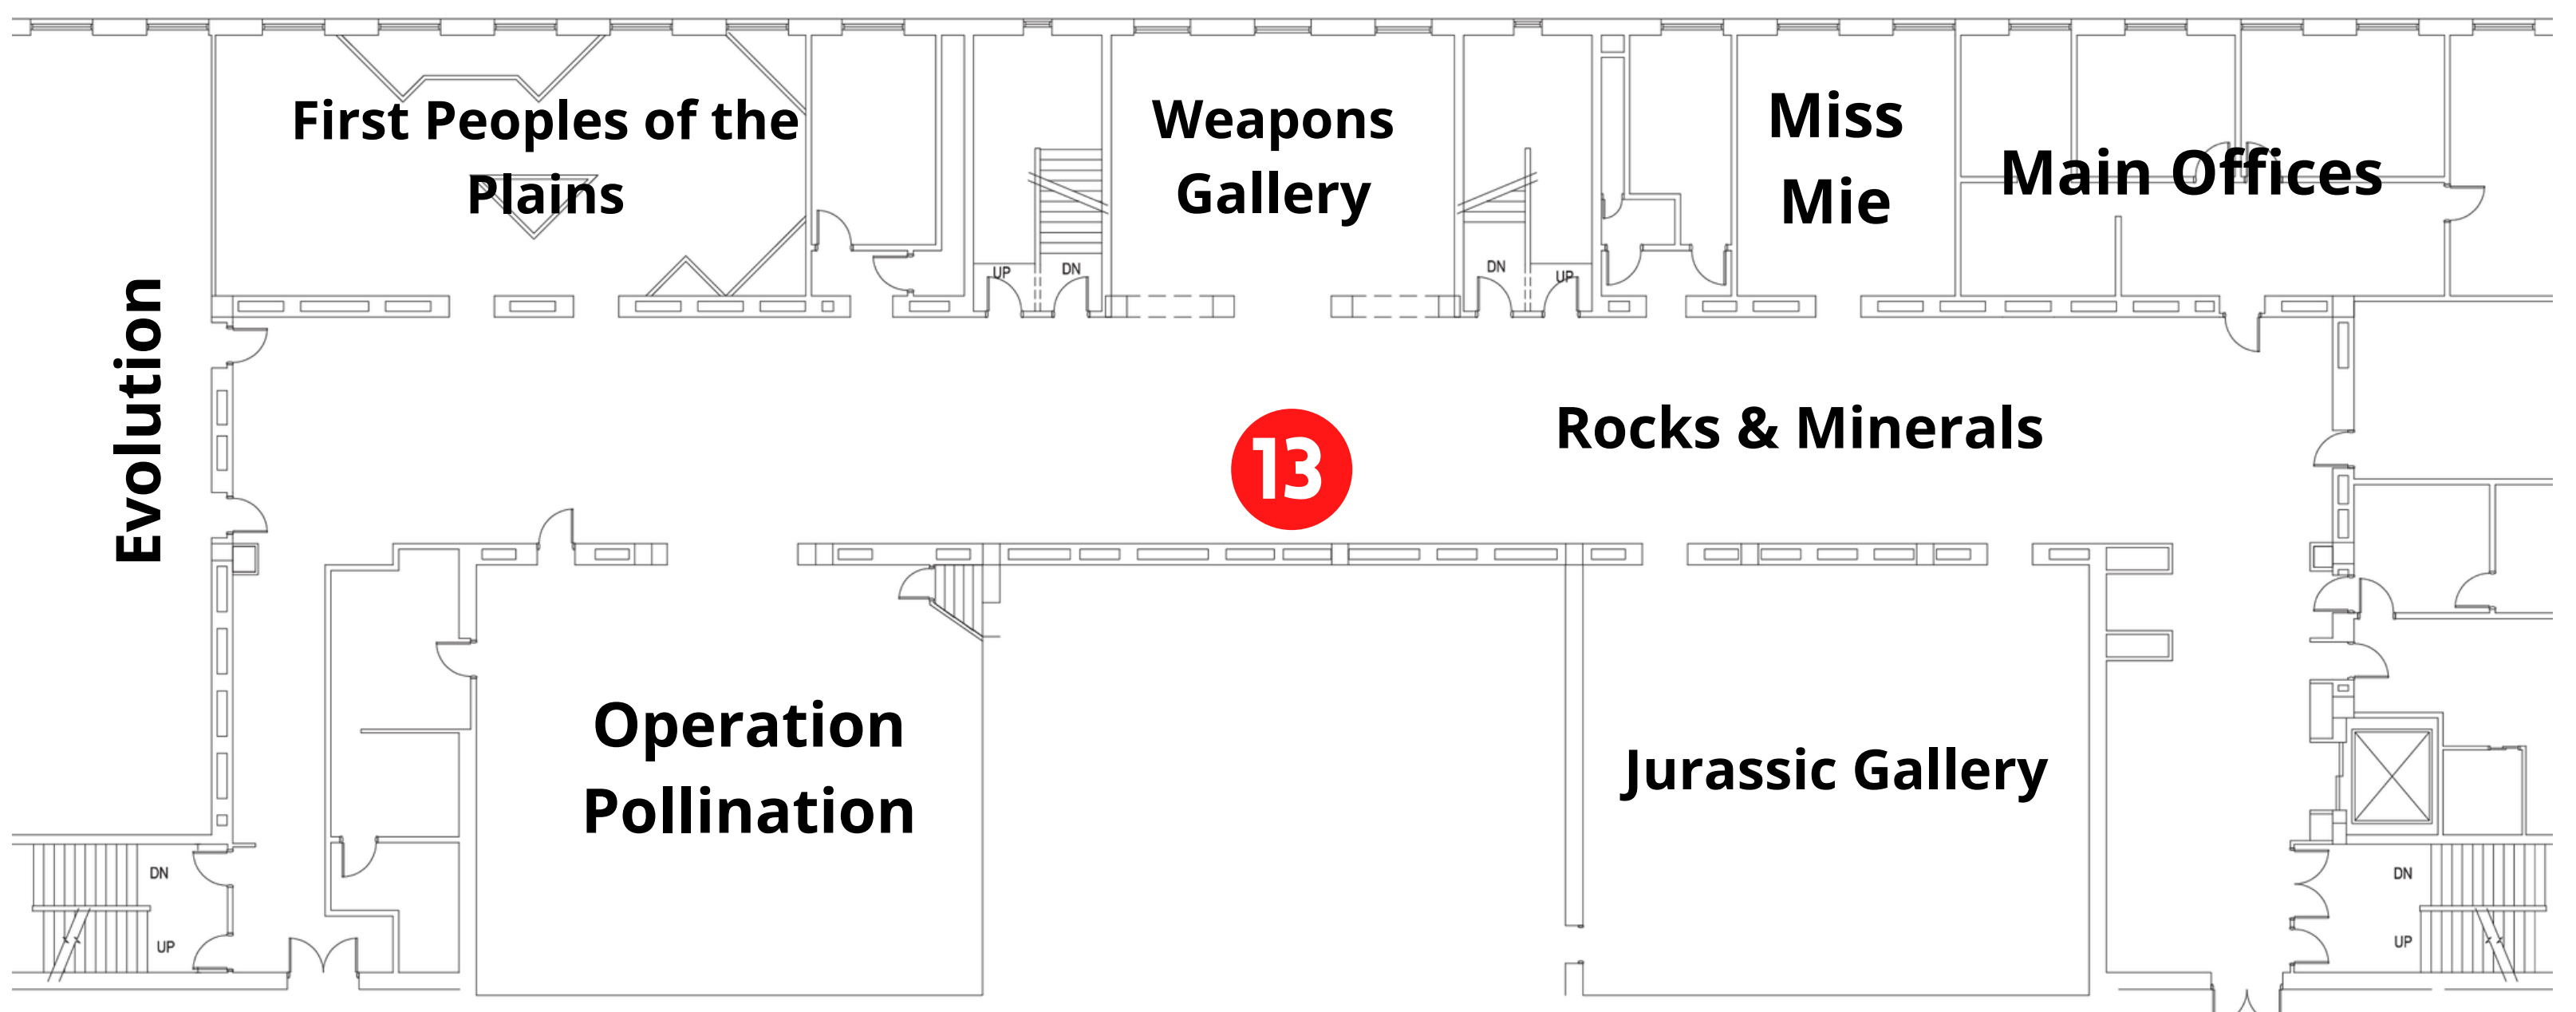 First Peoples of the
Plains
Weapons
Gallery
Miss
Mie
Main Offices
UP
DN
DN
UP
Evolution
Rocks & Minerals
13
Operation
Pollination
Jurassic Gallery
DN
UP
DN
UP